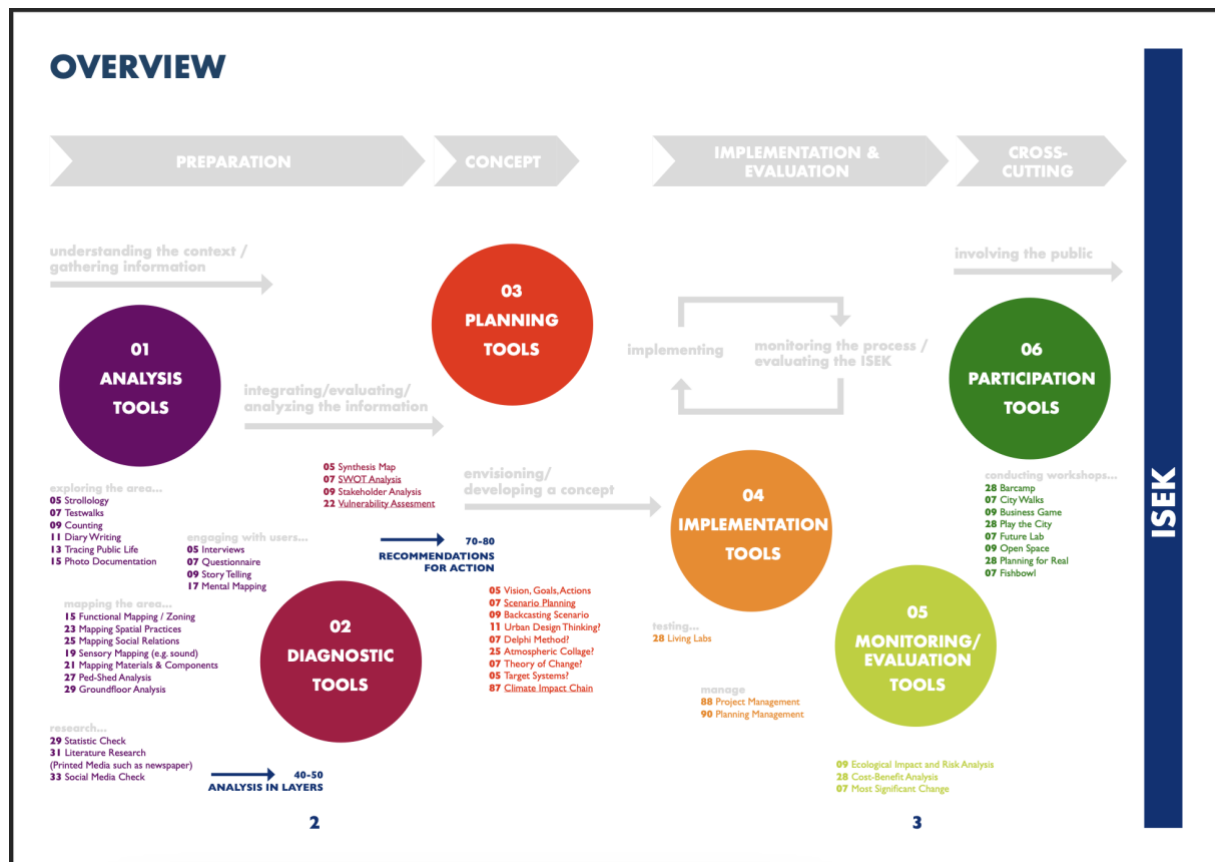 OVERVIEW
PREPARATION
CONCEPT
IMPLEMENTATION &
EVALUATION
CROSS-
CUTTING
understanding the context /
gathering information
01
ANALYSIS
TOOLS
integrating/evaluating/
analyzing the information
03
PLANNING
TOOLS
implementing
monitoring the process /
evaluating the ISEK
involving the public
06
PARTICIPATION
TOOLS
exploring the area...
05 Strollology
07 Testwalks
09 Counting
11 Diary Writing
13 Tracing Public Life
15 Photo Documentation
engaging with users...
05 Interviews
07 Questionnaire
09 Story Telling
17 Mental Mapping
mapping the area...
15 Functional Mapping / Zoning
23 Mapping Spatial Practices
25 Mapping Social Relations
19 Sensory Mapping (e.g. sound)
21 Mapping Materials & Components
27 Ped-Shed Analysis
29 Groundfloor Analysis
research...
29 Statistic Check
31 Literature Research
(Printed Media such as newspaper)
33 Social Media Check
40-50
ANALYSIS IN LAYERS
02
DIAGNOSTIC
TOOLS
05 Synthesis Map
07 SWOT Analysis
09 Stakeholder Analysis
22 Vulnerability Assesment
70-80
RECOMMENDATIONS
FOR ACTION
envisioning/
developing a concept
05 Vision, Goals, Actions
07 Scenario Planning
09 Backcasting Scenario
11 Urban Design Thinking?
07 Delphi Method?
25 Atmospheric Collage?
07 Theory of Change?
05 Target Systems?
87 Climate Impact Chain
04
IMPLEMENTATION
TOOLS
testing...
28 Living Labs
manage
88 Project Management
90 Planning Management
05
MONITORING/
EVALUATION
TOOLS
09 Ecological Impact and Risk Analysis
28 Cost-Benefit Analysis
07 Most Significant Change
conducting workshops...
28 Barcamp
07 City Walks
09 Business Game
28 Play the City
07 Future Lab
09 Open Space
28 Planning for Real
07 Fishbowl
ISEK
2
3